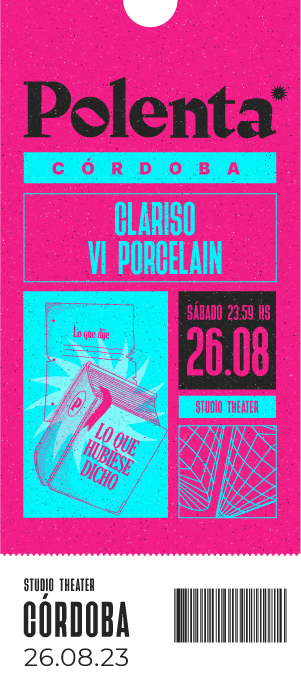 Polenta
CÓRDOBA
CLARISO
VI PORCELAIN
Lo que dije
P
LO QUE
HUBIESE
DICHO
SÁBADO 23.59 HS
26.08
STUDIO THEATER
STUDIO THEATER
CÓRDOBA
26.08.23